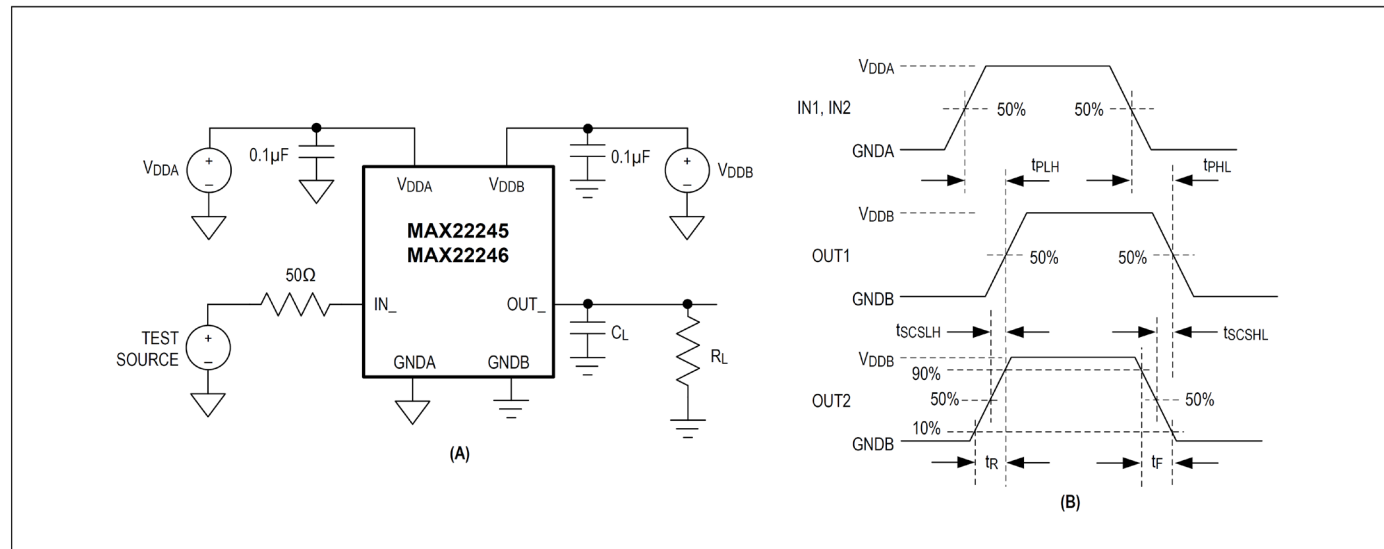 VDDA
0.1µF
0.1µF
VDDB
VDDA
VDDB
MAX22245
MAX22246
50Ω
IN_
OUT_
TEST
SOURCE
CL
RL
GNDA
GNDB
(A)
VDDA
IN1, IN2
50%
50%
GNDA
tPLH
tPHL
VDDB
OUT1
50%
50%
GNDB
tSCSLH
tSCSHL
VDDB
90%
OUT2
50%
50%
10%
GNDB
tR
tF
(B)